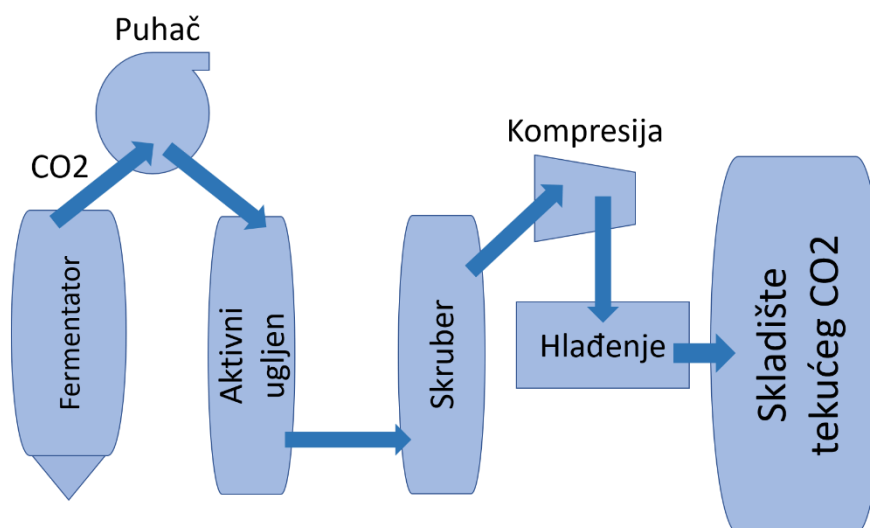 Puhač
CO2
Fermentator
Aktivni
ugljen
Skruber
Kompresija
Hlađenje
Skladište
tekućeg CO2